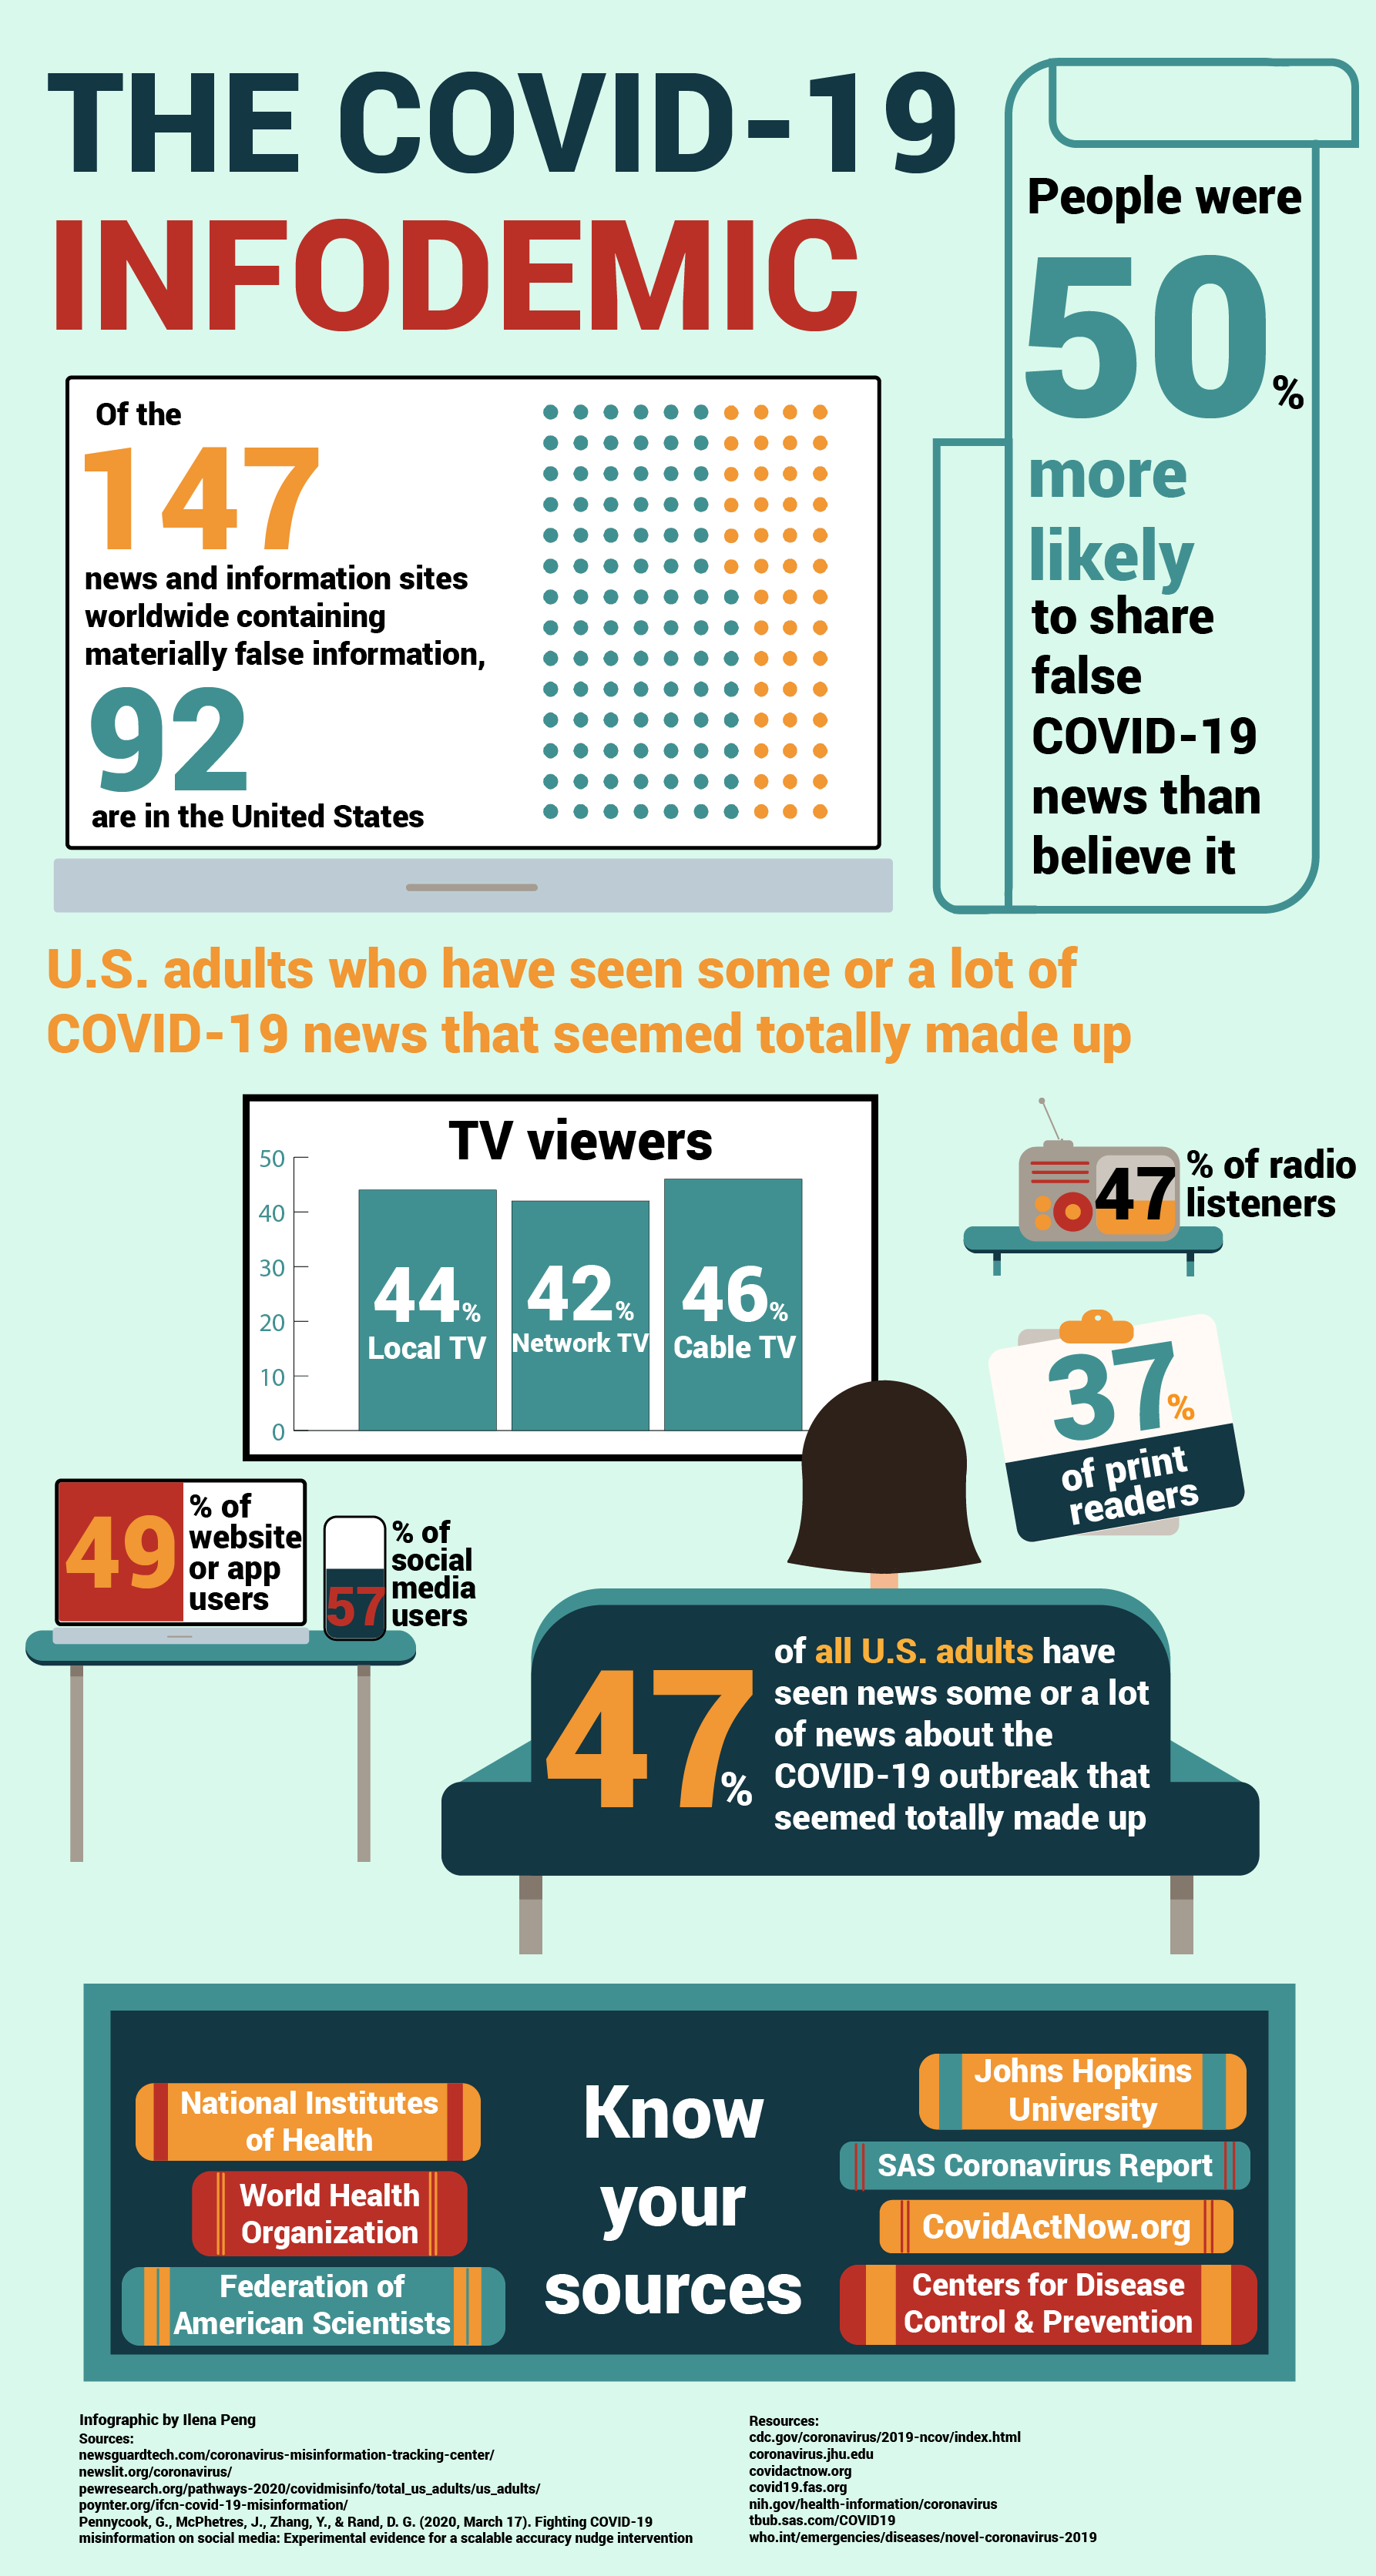 THE COVID-19
INFODEMIC
People were
50%
more
likely
to share
false
COVID-19
news than
believe it
Of the
147
news and information sites
worldwide containing
materially false information,
92
are in the United States
U.S. adults who have seen some or a lot of
COVID-19 news that seemed totally made up
TV viewers
50
40
30
20
10
0
44%
Local TV
42%
Network TV
46%
Cable TV
47
% of radio
listeners
37%
of print
readers
49
% of
website
or app
users
57
% of
social
media
users
47%
of all U.S. adults have
seen news some or a lot
of news about the
COVID-19 outbreak that
seemed totally made up
National Institutes
of Health
World Health
Organization
Federation of
American Scientists
Know
your
sources
Johns Hopkins
University
SAS Coronavirus Report
CovidActNow.org
Centers for Disease
Control & Prevention
Infographic by Ilena Peng
Sources:
newsguardtech.com/coronavirus-misinformation-tracking-center/
newslit.org/coronavirus/
pewresearch.org/pathways-2020/covidmisinfo/total_us_adults/us_adults/
poynter.org/ifcn-covid-19-misinformation/
Pennycook, G., McPhetres, J., Zhang, Y., & Rand, D. G. (2020, March 17). Fighting COVID-19
misinformation on social media: Experimental evidence for a scalable accuracy nudge intervention
Resources:
cdc.gov/coronavirus/2019-ncov/index.html
coronavirus.jhu.edu
covidactnow.org
covid19.fas.org
nih.gov/health-information/coronavirus
tbub.sas.com/COVID19
who.int/emergencies/diseases/novel-coronavirus-2019